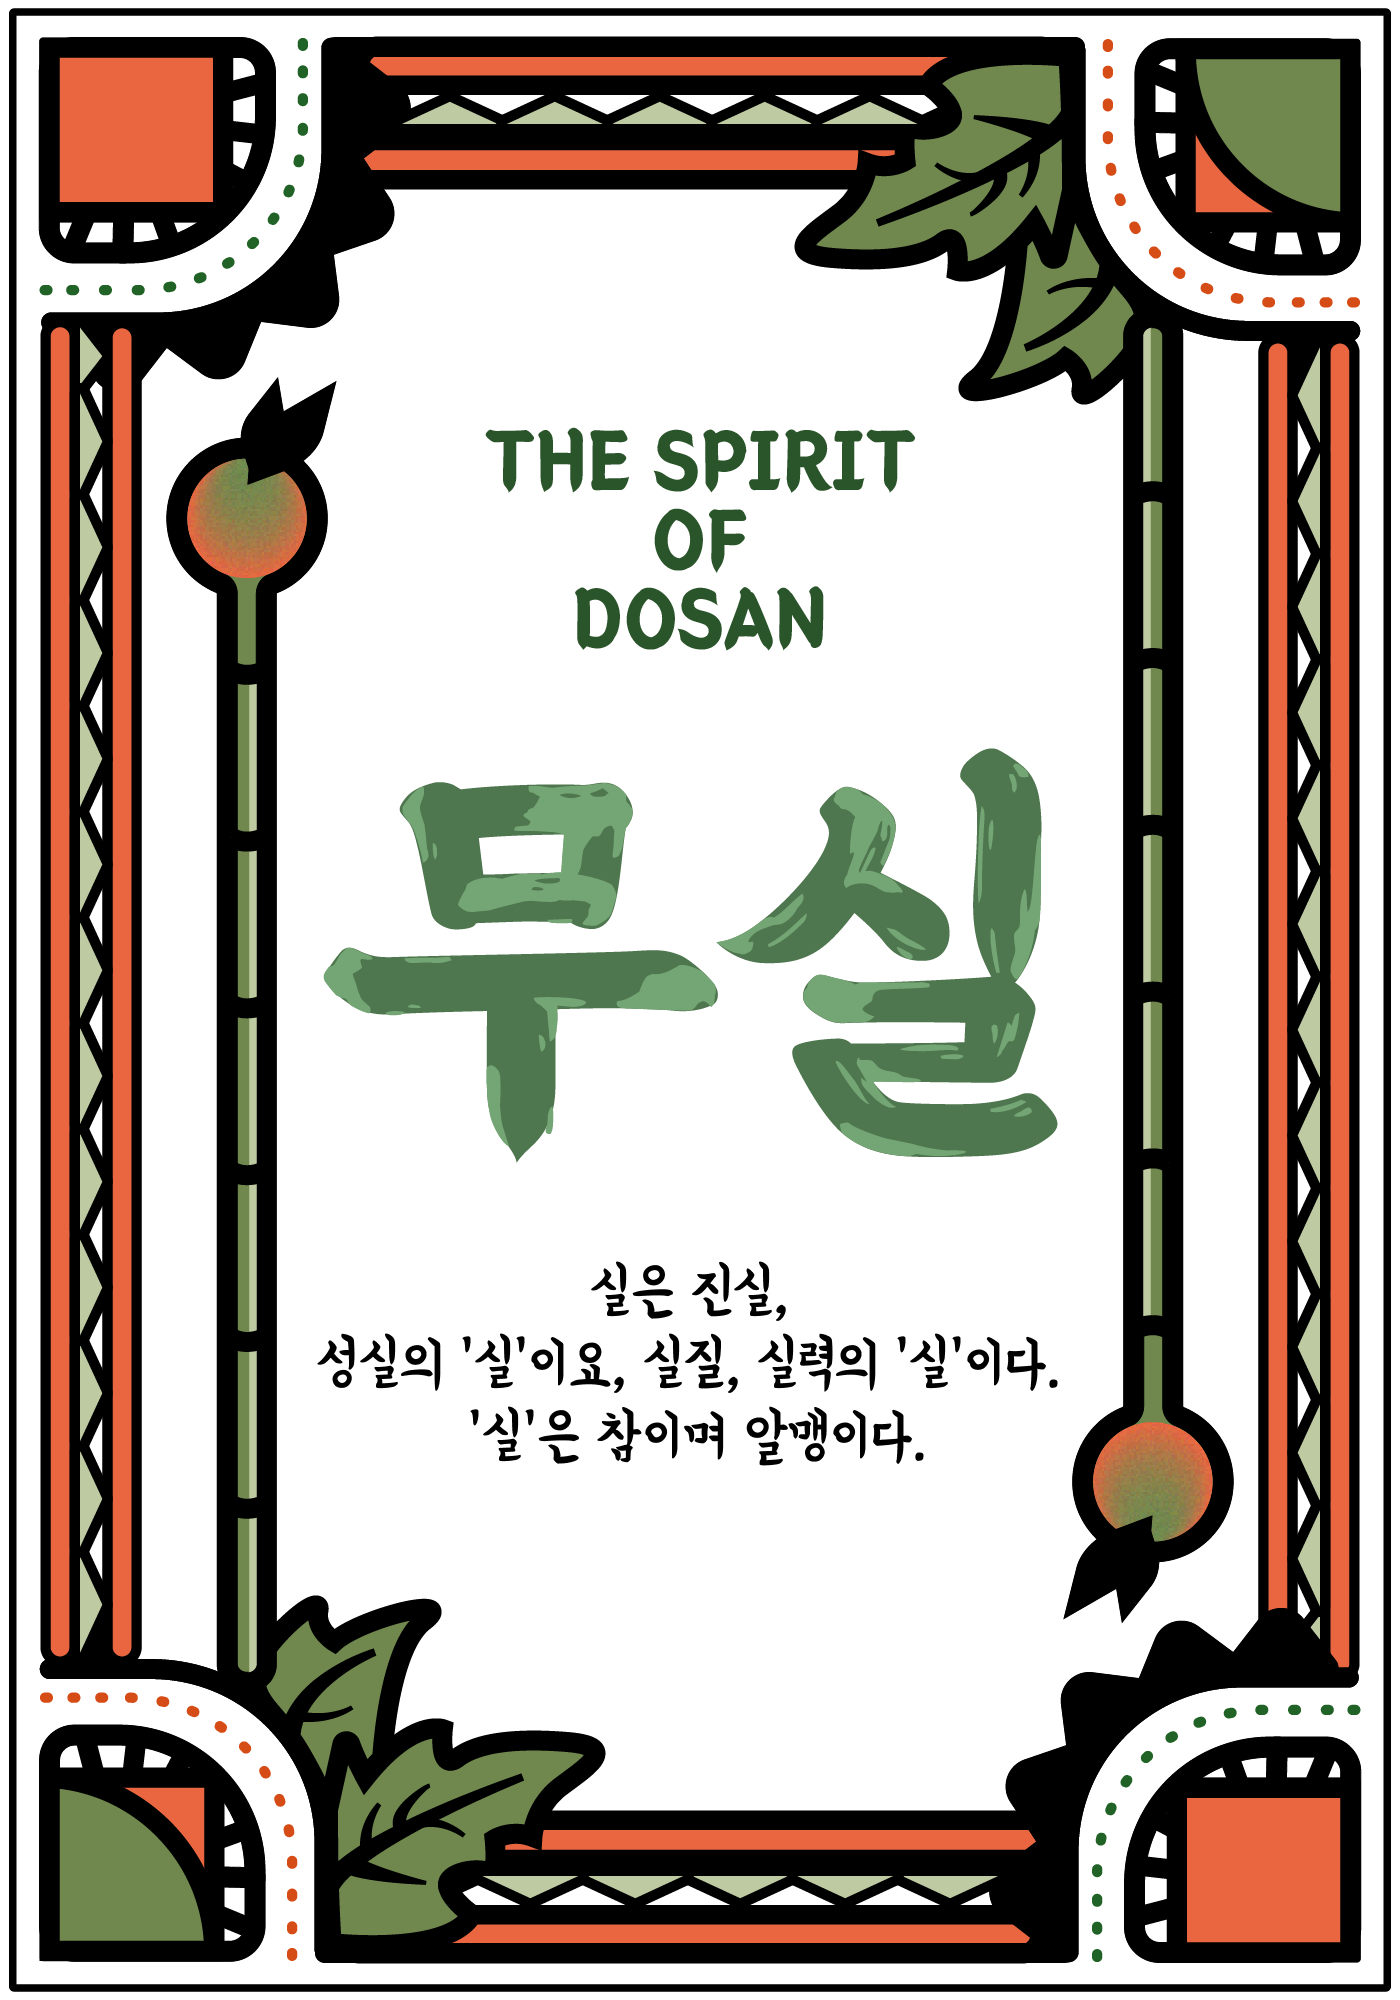 THE SPIRIT
OF
DOSAN
무실
실은 진실,
성실의 '실'이요, 실질, 실력의 '실'이다.
'실'은 참이며 알맹이다.